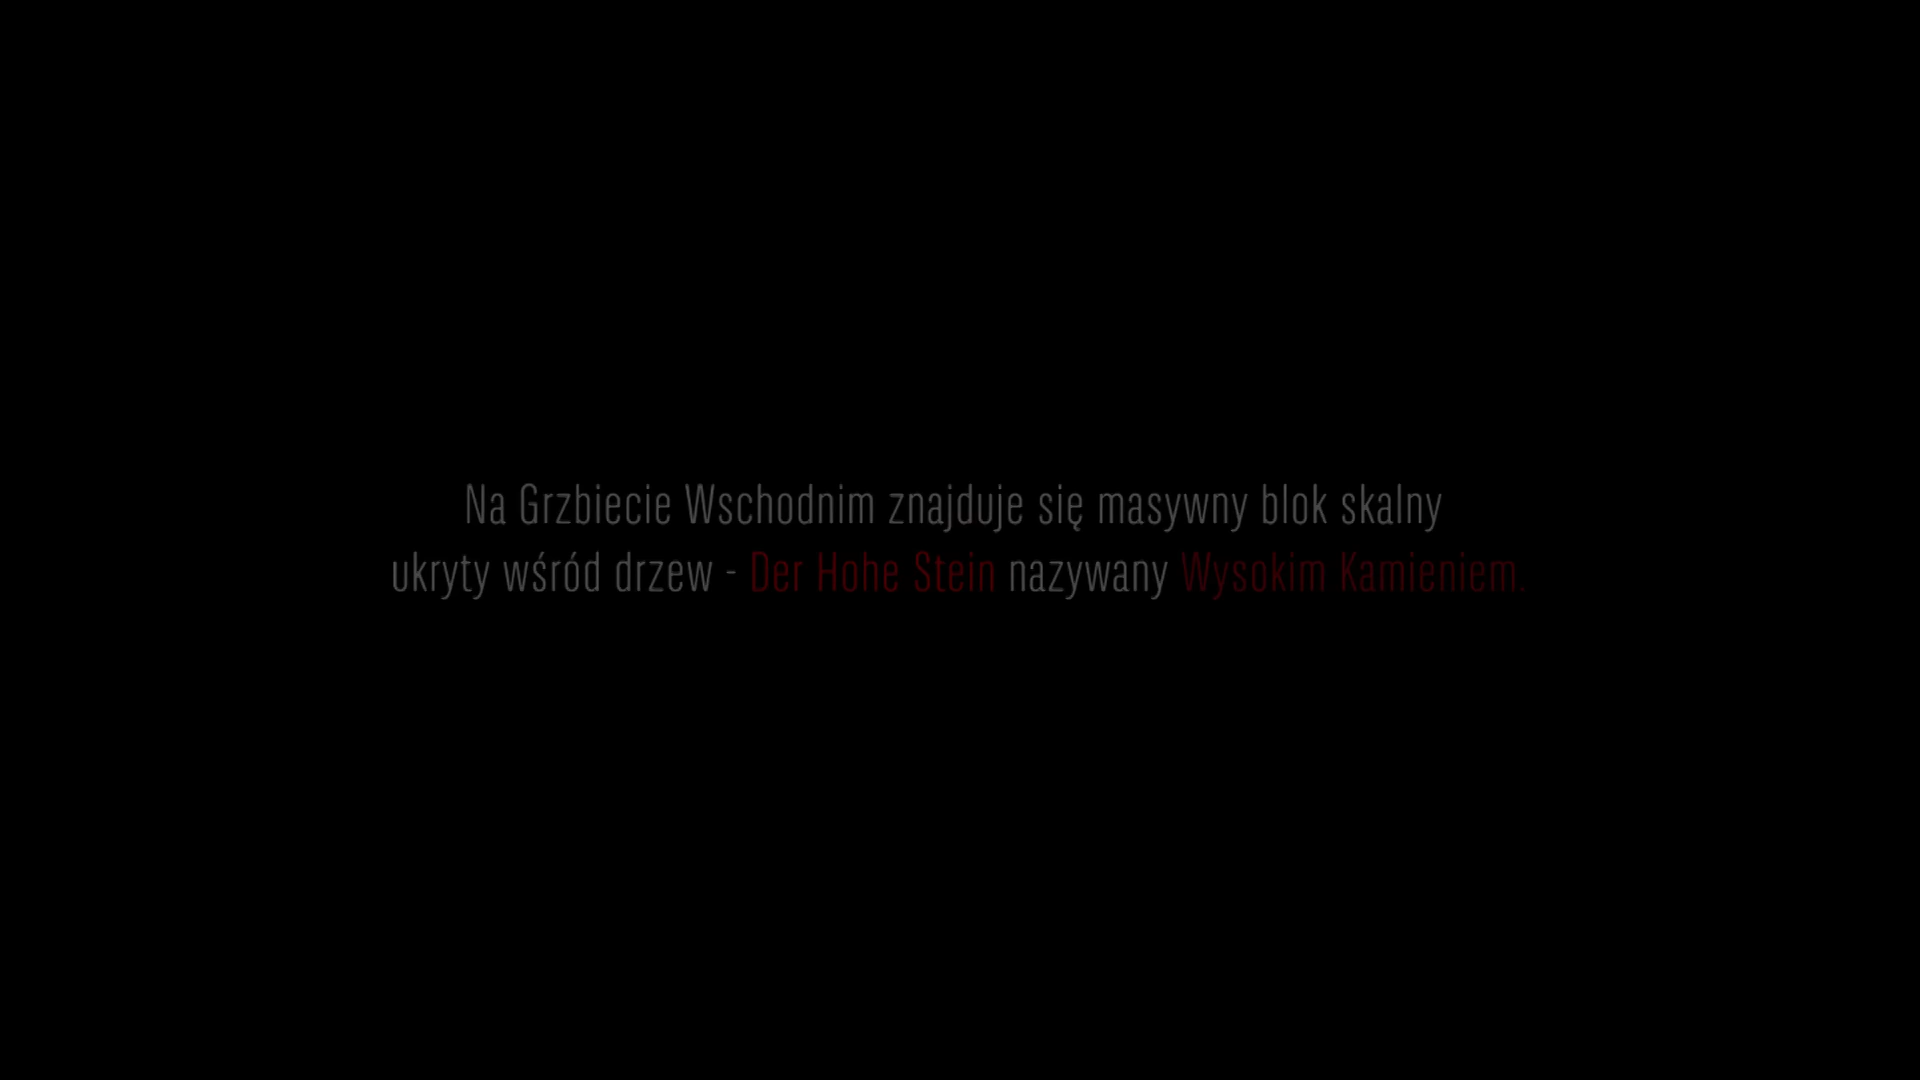 Na Grzbiecie Wschodnim znajduje się masywny blok skalny
ukryty wśród drzew - Der Hohe Stein nazywany Wysokim Kamieniem.